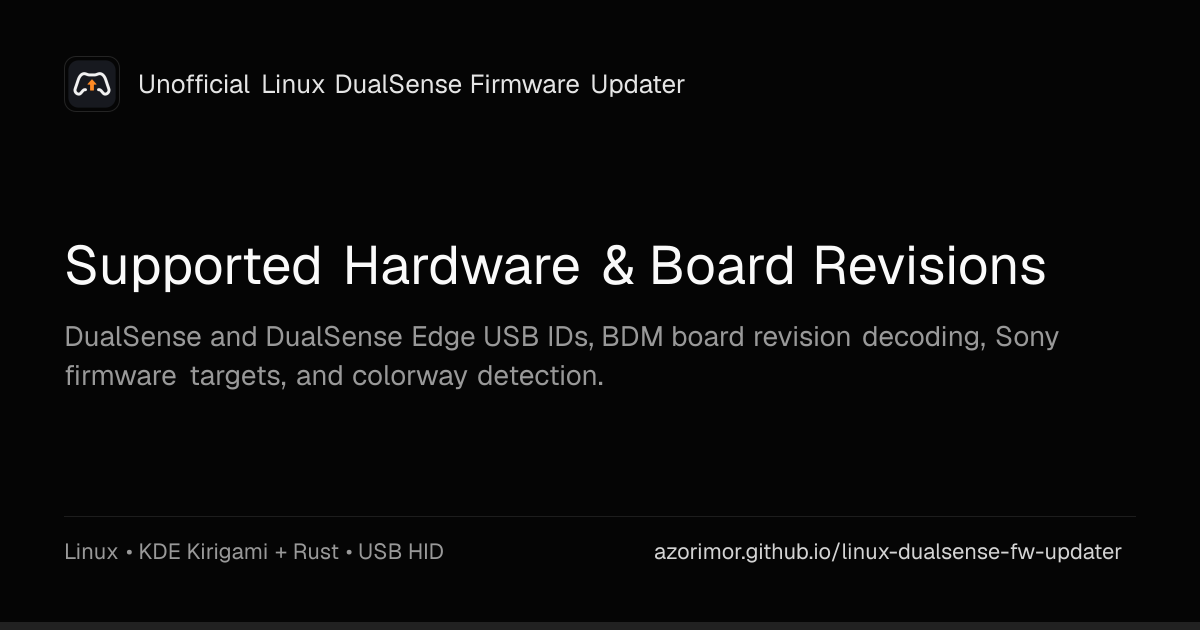 Unofficial Linux DualSense Firmware Updater
Supported Hardware & Board Revisions
DualSense and DualSense Edge USB IDs, BDM board revision decoding, Sony
firmware targets, and colorway detection.
Linux • KDE Kirigami + Rust • USB HID
azorimor.github.io/linux-dualsense-fw-updater